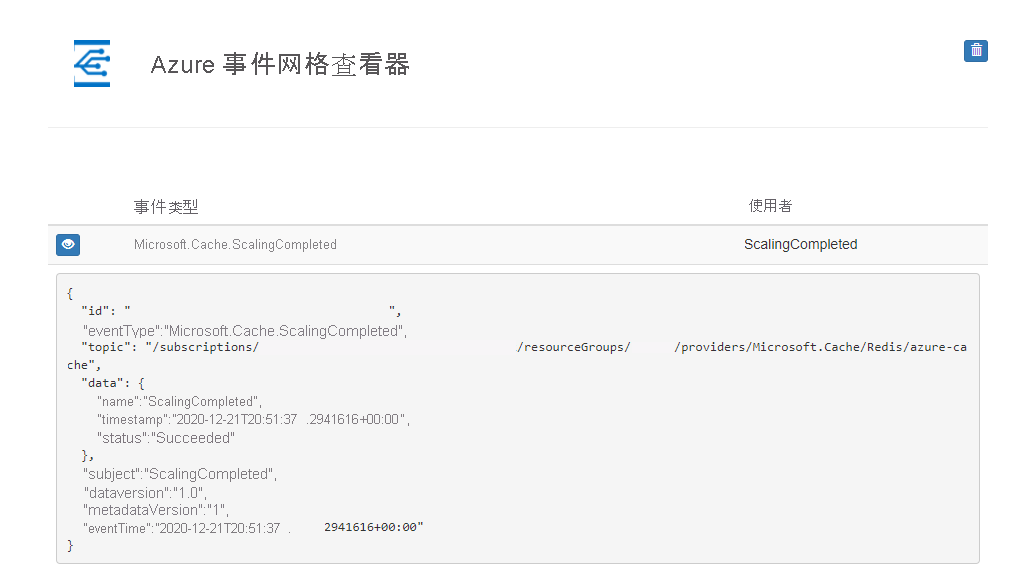 Azure 事件网格查看器
事件类型 使用者
Microsoft.Cache.ScalingCompleted ScalingCompleted
{
"id": " ",
"eventType":"Microsoft.Cache.ScalingCompleted",
"topic": "/subscriptions/ /resourceGroups/ /providers/Microsoft.Cache/Redis/azure-ca
che",
"data": {
"name":"ScalingCompleted",
"timestamp":"2020-12-21T20:51:37 .2941616+00:00",
"status":"Succeeded"
},
"subject":"ScalingCompleted",
"dataversion":"1.0",
"metadataVersion":"1",
"eventTime":"2020-12-21T20:51:37 . 2941616+00:00"
}